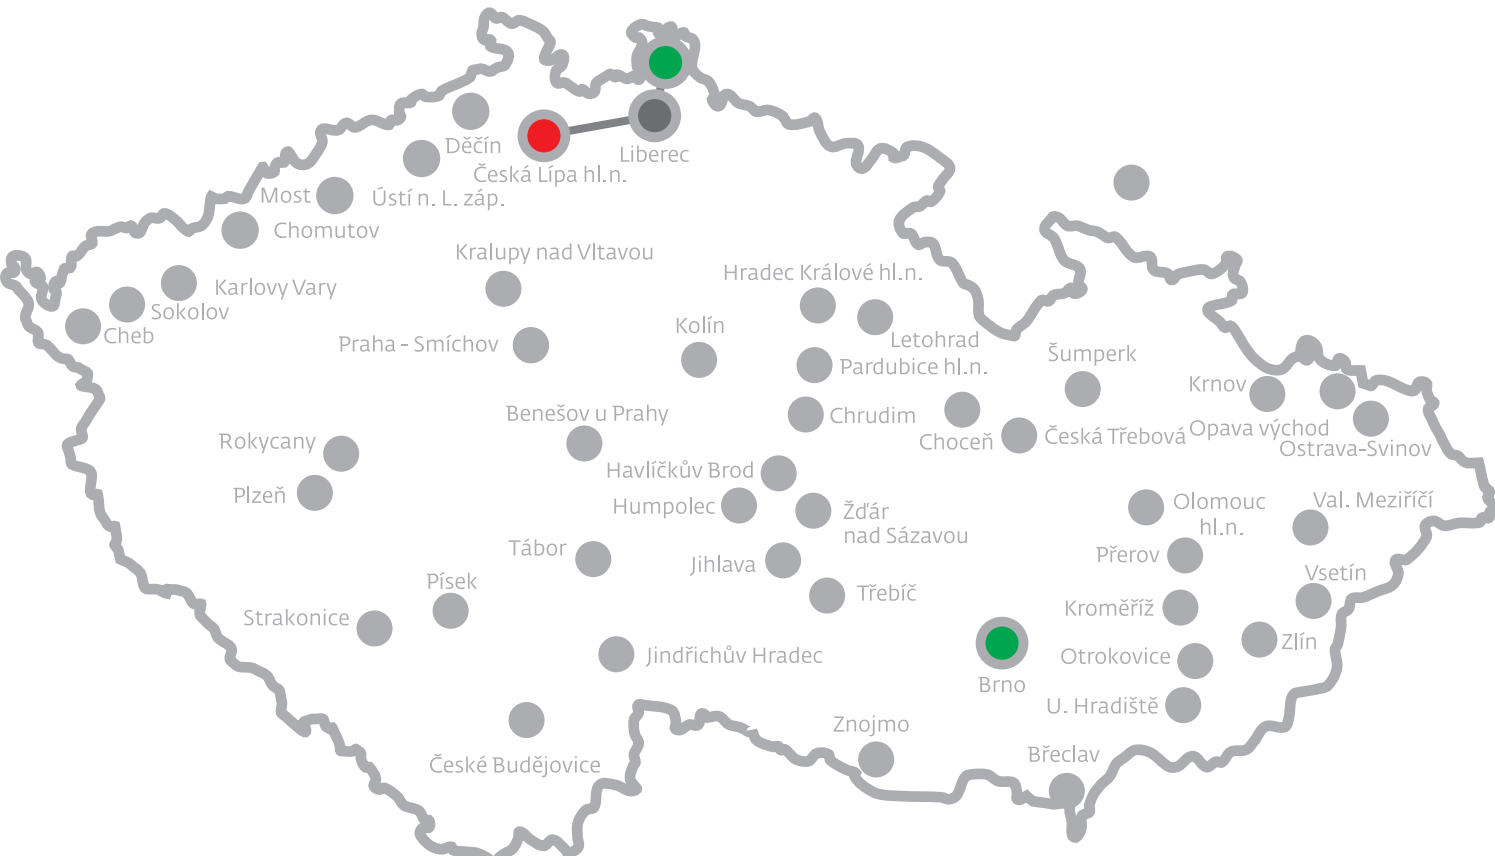 Děčín
Liberec
Česká Lípa hl.n.
Most
Ústí n. L. záp.
Chomutov
Kralupy nad Vltavou
Hradec Králové hl.n.
Karlovy Vary
Sokolov
Cheb
Kolín
Praha - Smíchov
Letohrad
Šumperk
Pardubice hl.n.
Krnov
Benešov u Prahy
Chrudim
Rokycany
Choceň
Česká Třebová
Opava východ
Ostrava-Svinov
Havlíčkův Brod
Plzeň
Humpolec
Žďár
nad Sázavou
Olomouc
hl.n.
Val. Meziříčí
Tábor
Přerov
Jihlava
Vsetín
Písek
Třebíč
Kroměříž
Strakonice
Zlín
Jindřichův Hradec
Otrokovice
Brno
U. Hradiště
Znojmo
Břeclav
České Budějovice